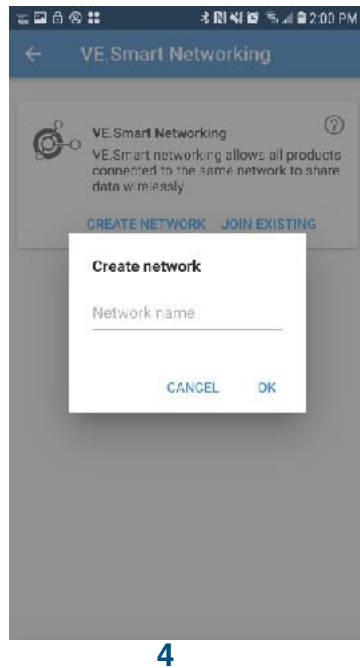 2:00 PM
VE.Smart Networking
VE.Smart Networking
VE.Smart networking allows all products
connected to the same network to share
data wirelessly.
CREATE NETWORK JOIN EXISTING
Create network
Network name
CANCEL OK
4